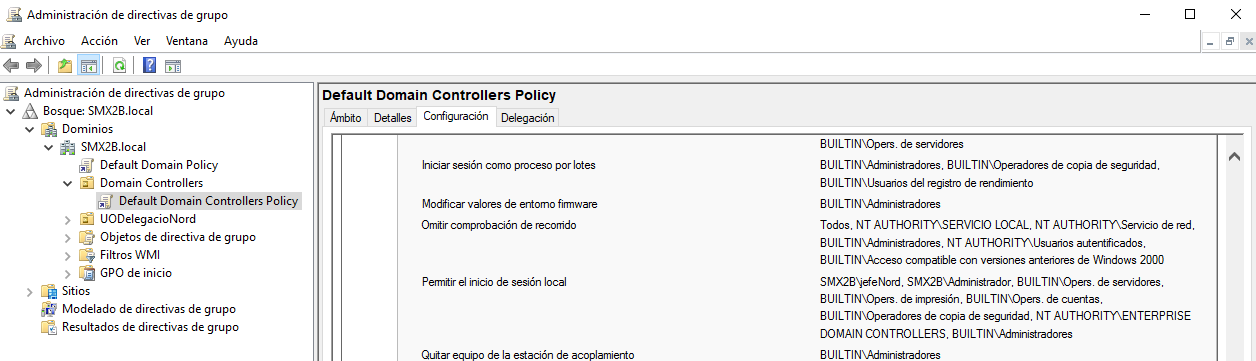 Administración de directivas de grupo
Archivo Acción Ver Ventana Ayuda
Administración de directivas de grupo
Bosque: SMX2B.local
Dominios
SMX2B.local
Default Domain Policy
Domain Controllers
Default Domain Controllers Policy
UODelegacioNord
Objetos de directiva de grupo
Filtros WMI
GPO de inicio
Sitios
Modelado de directivas de grupo
Resultados de directivas de grupo
Default Domain Controllers Policy
Ámbito Detalles Configuración Delegación
BUILTIN\Opers. de servidores
Iniciar sesión como proceso por lotes BUILTIN\Administradores, BUILTIN\Operadores de copia de seguridad,
BUILTIN\Usuarios del registro de rendimiento
Modificar valores de entorno firmware BUILTIN\Administradores
Omitir comprobación de recorrido Todos, NT AUTHORITY\SERVICIO LOCAL, NT AUTHORITY\Servicio de red,
BUILTIN\Administradores, NT AUTHORITY\Usuarios autentificados,
BUILTIN\Acceso compatible con versiones anteriores de Windows 2000
Permitir el inicio de sesión local SMX2B\jefeNord, SMX2B\Administrador, BUILTIN\Opers. de servidores,
BUILTIN\Opers. de impresión, BUILTIN\Opers. de cuentas,
BUILTIN\Operadores de copia de seguridad, NT AUTHORITY\ENTERPRISE
DOMAIN CONTROLLERS, BUILTIN\Administradores
Quitar equipo de la estación de acoplamiento BUILTIN\Administradores